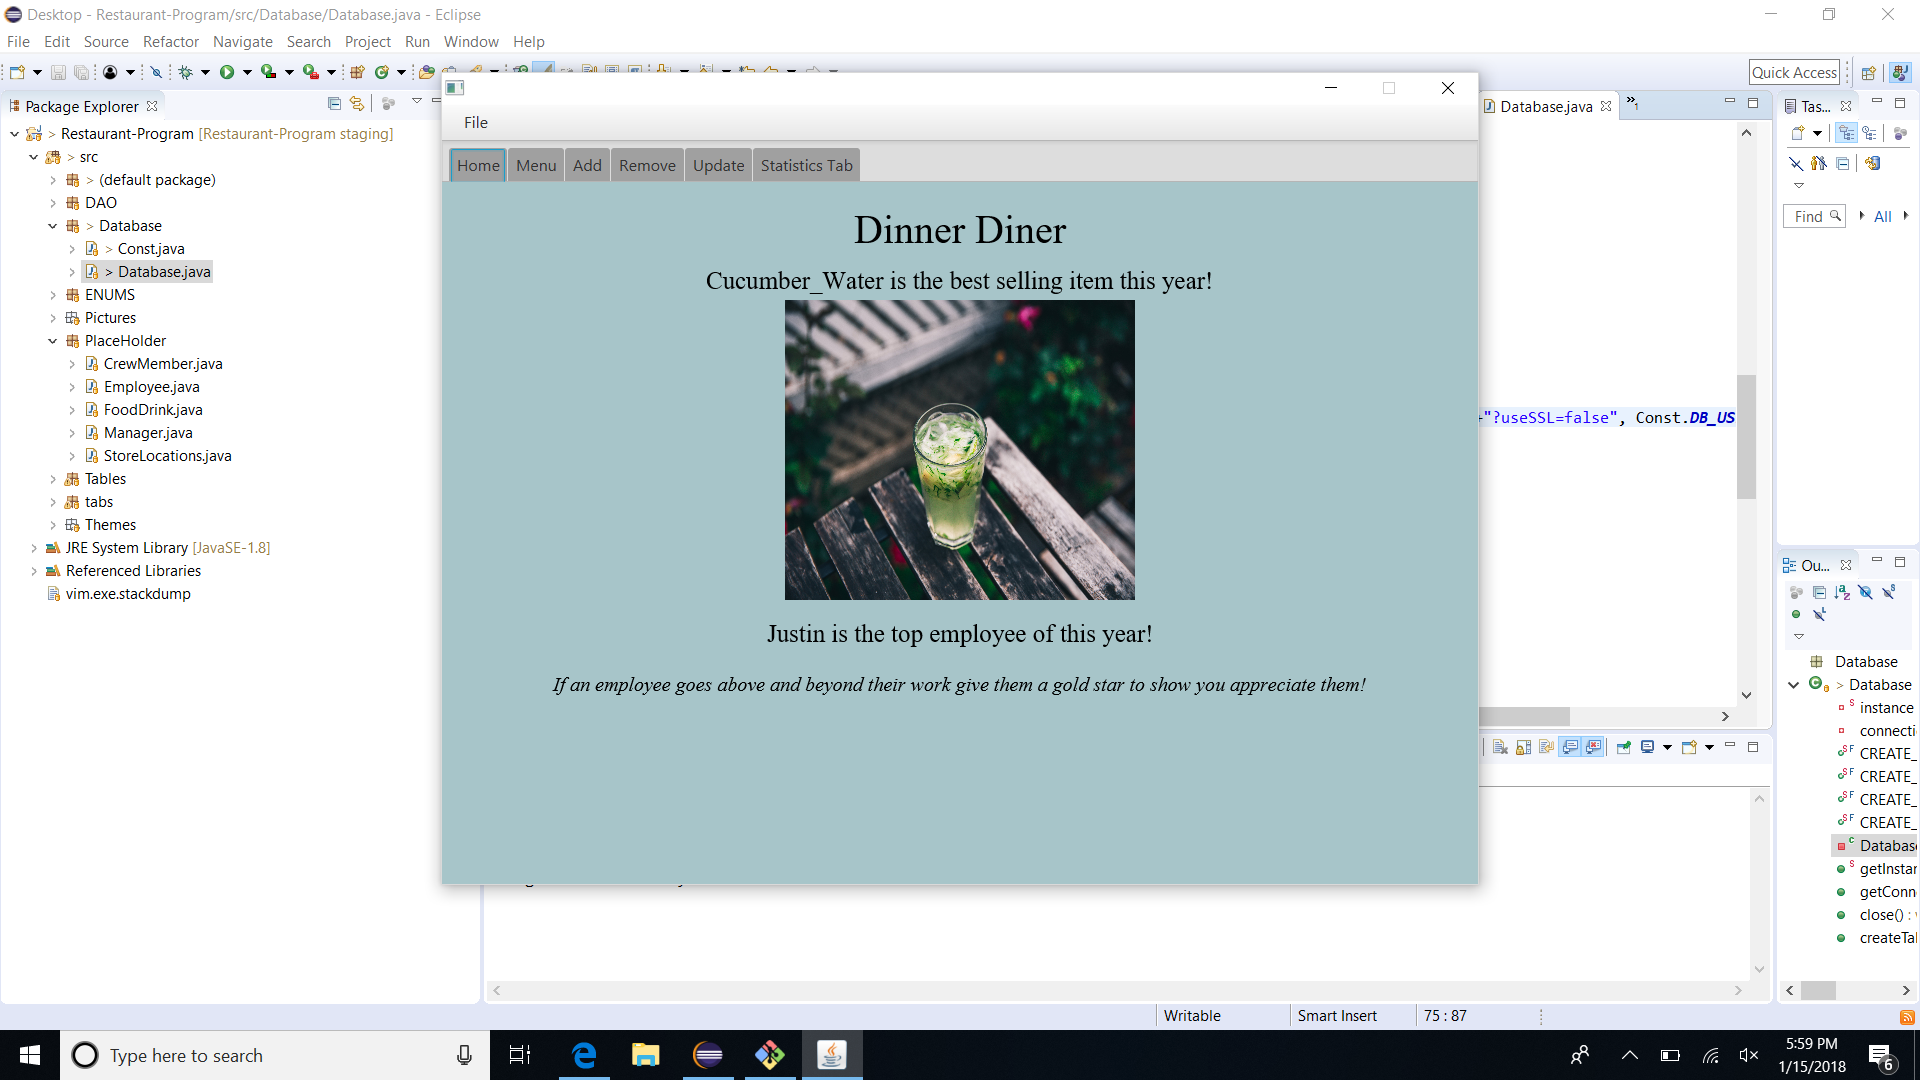 Desktop - Restaurant-Program/src/Database/Database.java - Eclipse
File Edit Source Refactor Navigate Search Project Run Window Help
Quick Access
Package Explorer
> Restaurant-Program [Restaurant-Program staging]
> src
> (default package)
DAO
> Database
> Const.java
> Database.java
ENUMS
Pictures
PlaceHolder
CrewMember.java
Employee.java
FoodDrink.java
Manager.java
StoreLocations.java
Tables
tabs
Themes
JRE System Library [JavaSE-1.8]
Referenced Libraries
vim.exe.stackdump
File
Home Menu Add Remove Update Statistics Tab
Dinner Diner
Cucumber_Water is the best selling item this year!
Justin is the top employee of this year!
If an employee goes above and beyond their work give them a gold star to show you appreciate them!
Database.java
»1
+"?useSSL=false", Const.DB_US
Tas...
Find All
Ou...
Database
> Database
instance
connecti
CREATE_
CREATE_
CREATE_
CREATE_
Database
getInstar
getConn
close() :
createTal
Writable Smart Insert 75 : 87
Type here to search
5:59 PM
1/15/2018
6